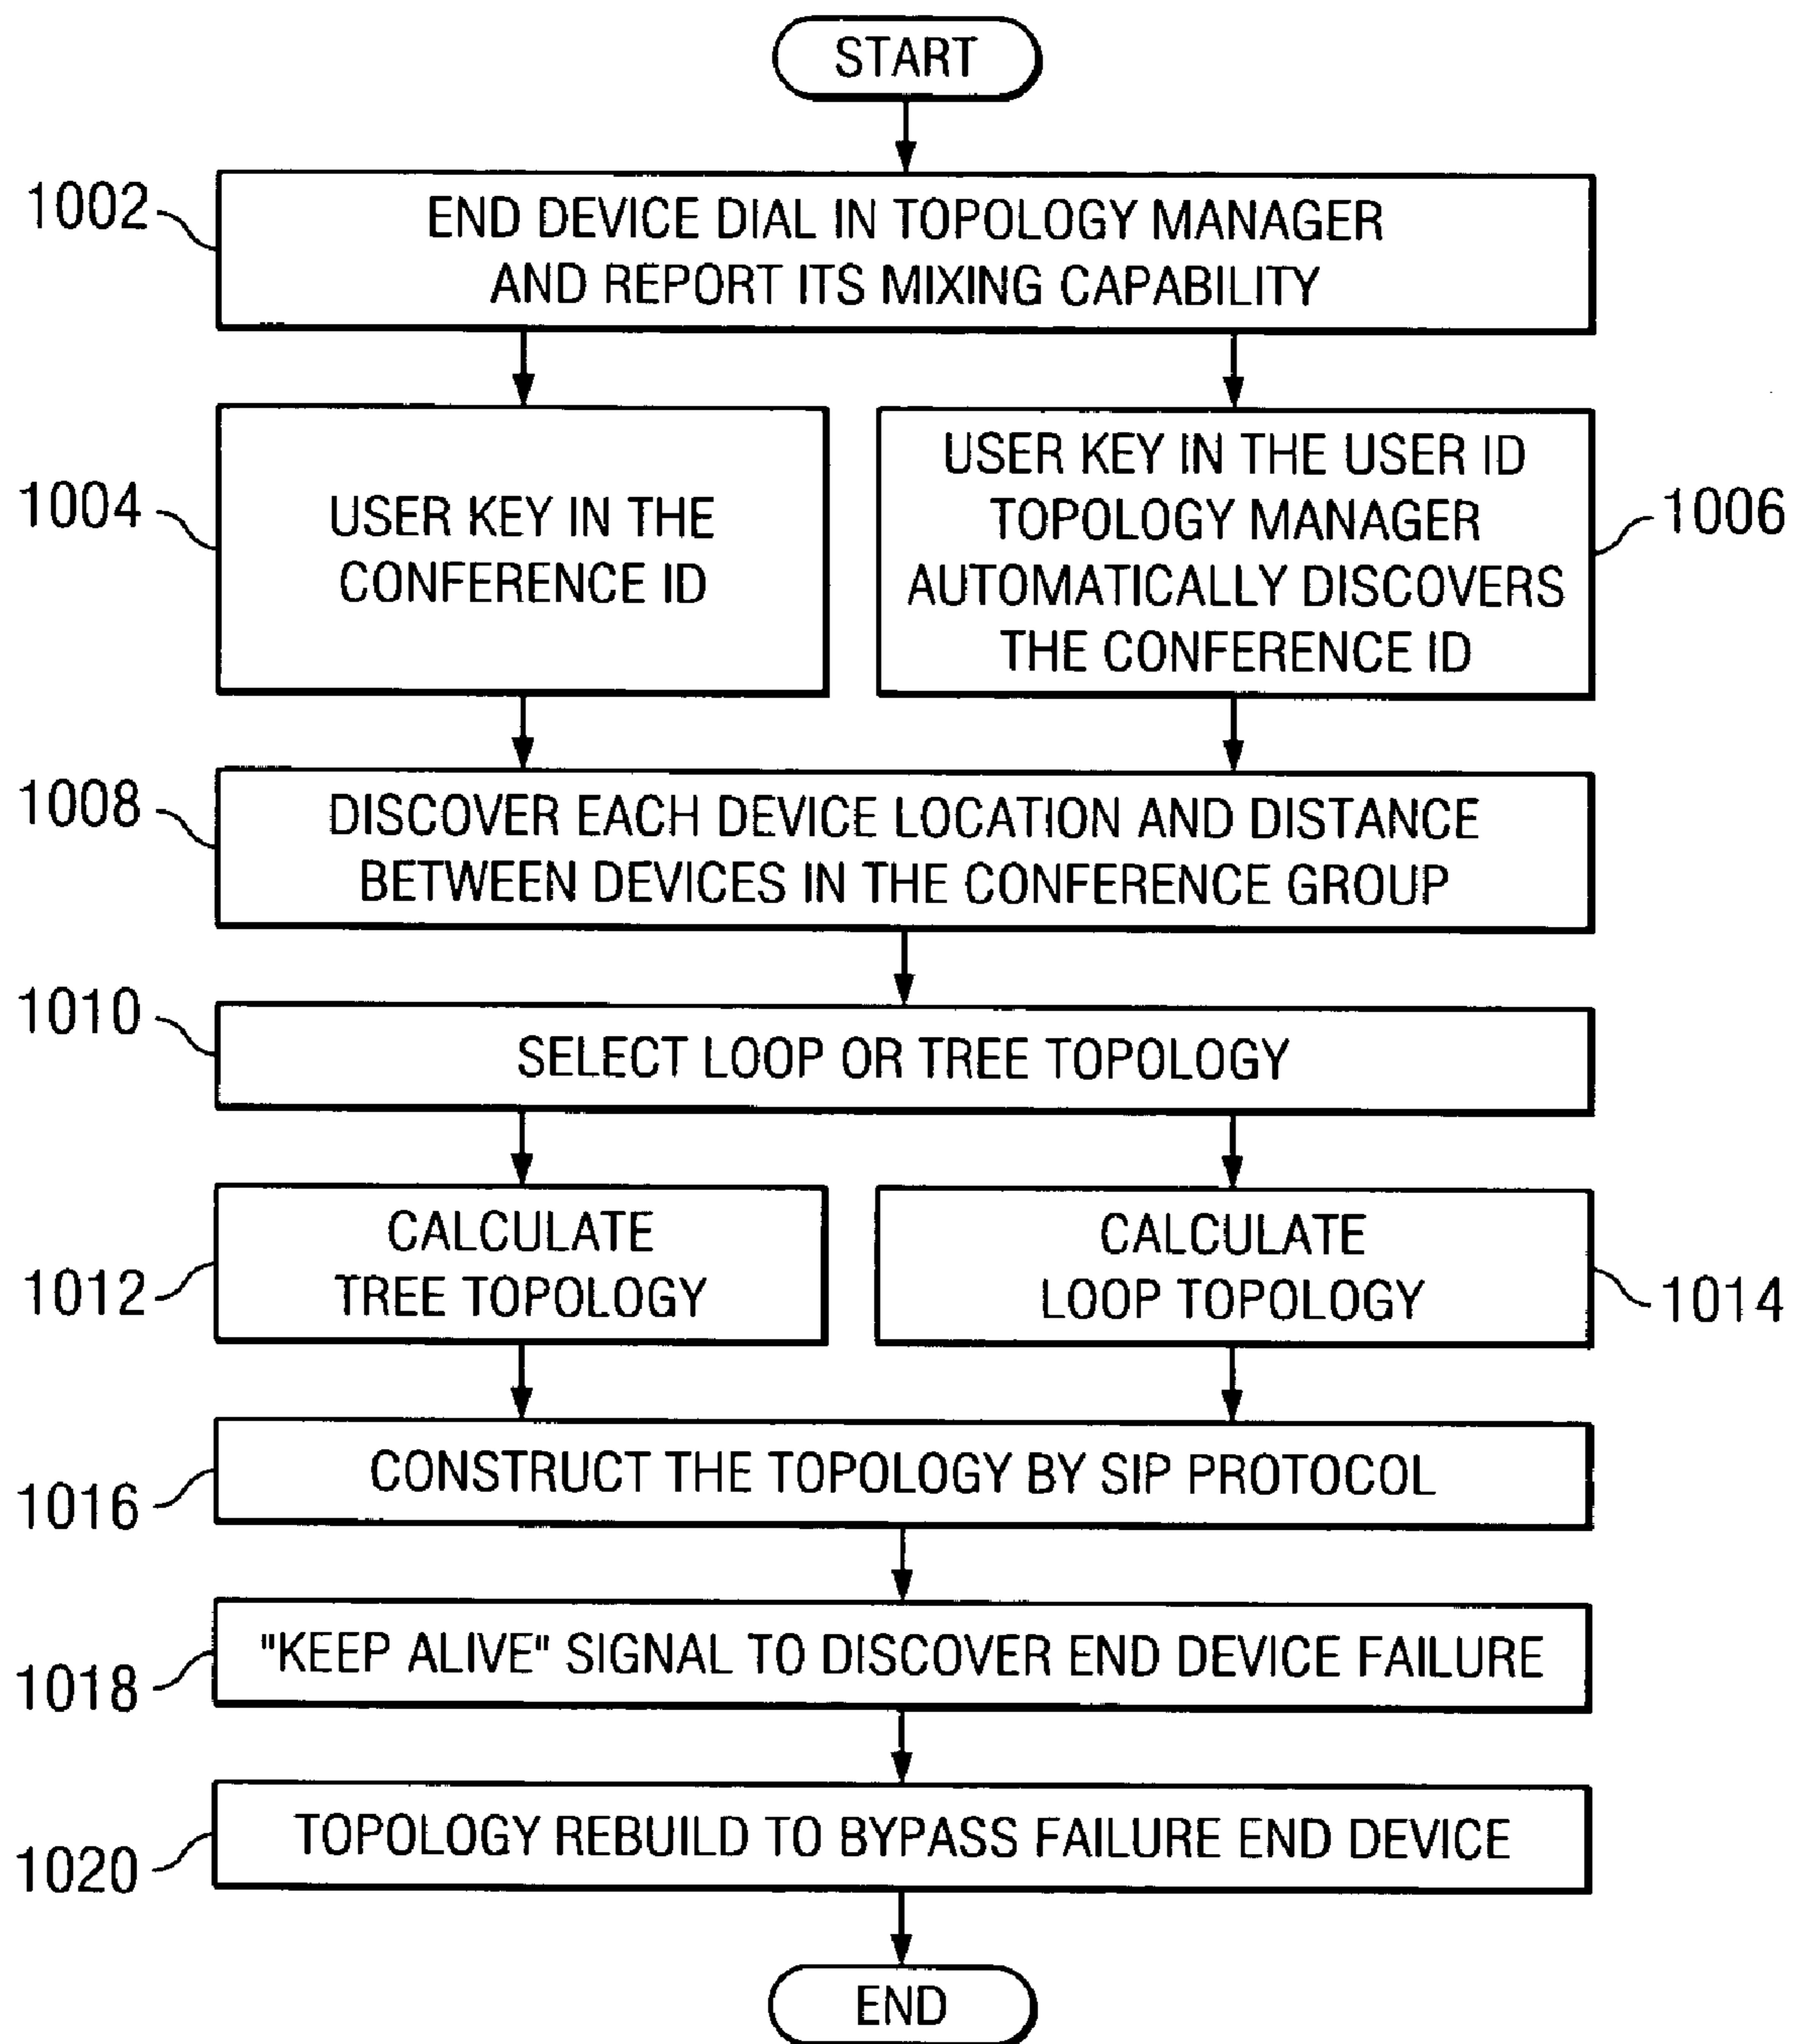 START
1002
END DEVICE DIAL IN TOPOLOGY MANAGER
AND REPORT ITS MIXING CAPABILITY
1004
USER KEY IN THE
CONFERENCE ID
USER KEY IN THE USER ID
TOPOLOGY MANAGER
AUTOMATICALLY DISCOVERS
THE CONFERENCE ID
1006
1008
DISCOVER EACH DEVICE LOCATION AND DISTANCE
BETWEEN DEVICES IN THE CONFERENCE GROUP
1010
SELECT LOOP OR TREE TOPOLOGY
1012
CALCULATE
TREE TOPOLOGY
CALCULATE
LOOP TOPOLOGY
1014
1016
CONSTRUCT THE TOPOLOGY BY SIP PROTOCOL
1018
"KEEP ALIVE" SIGNAL TO DISCOVER END DEVICE FAILURE
1020
TOPOLOGY REBUILD TO BYPASS FAILURE END DEVICE
END